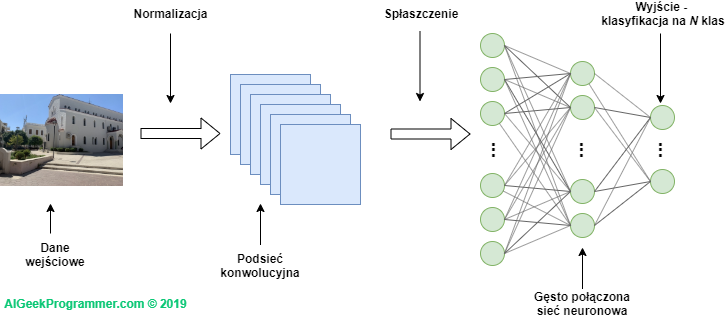 Normalizacja
Spłaszczenie
Wyjście -
klasyfikacja na N klas
Dane
wejściowe
Podsieć
konwolucyjna
Gęsto połączona
sieć neuronowa
AIGeekProgrammer.com © 2019